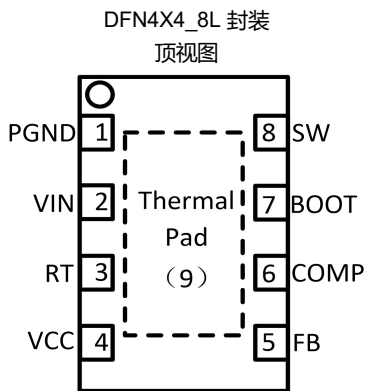 DFN4X4_8L 封装
顶视图
PGND 1 8 SW
VIN 2 Thermal 7 BOOT
Pad
RT 3 （9） 6 COMP
VCC 4 5 FB